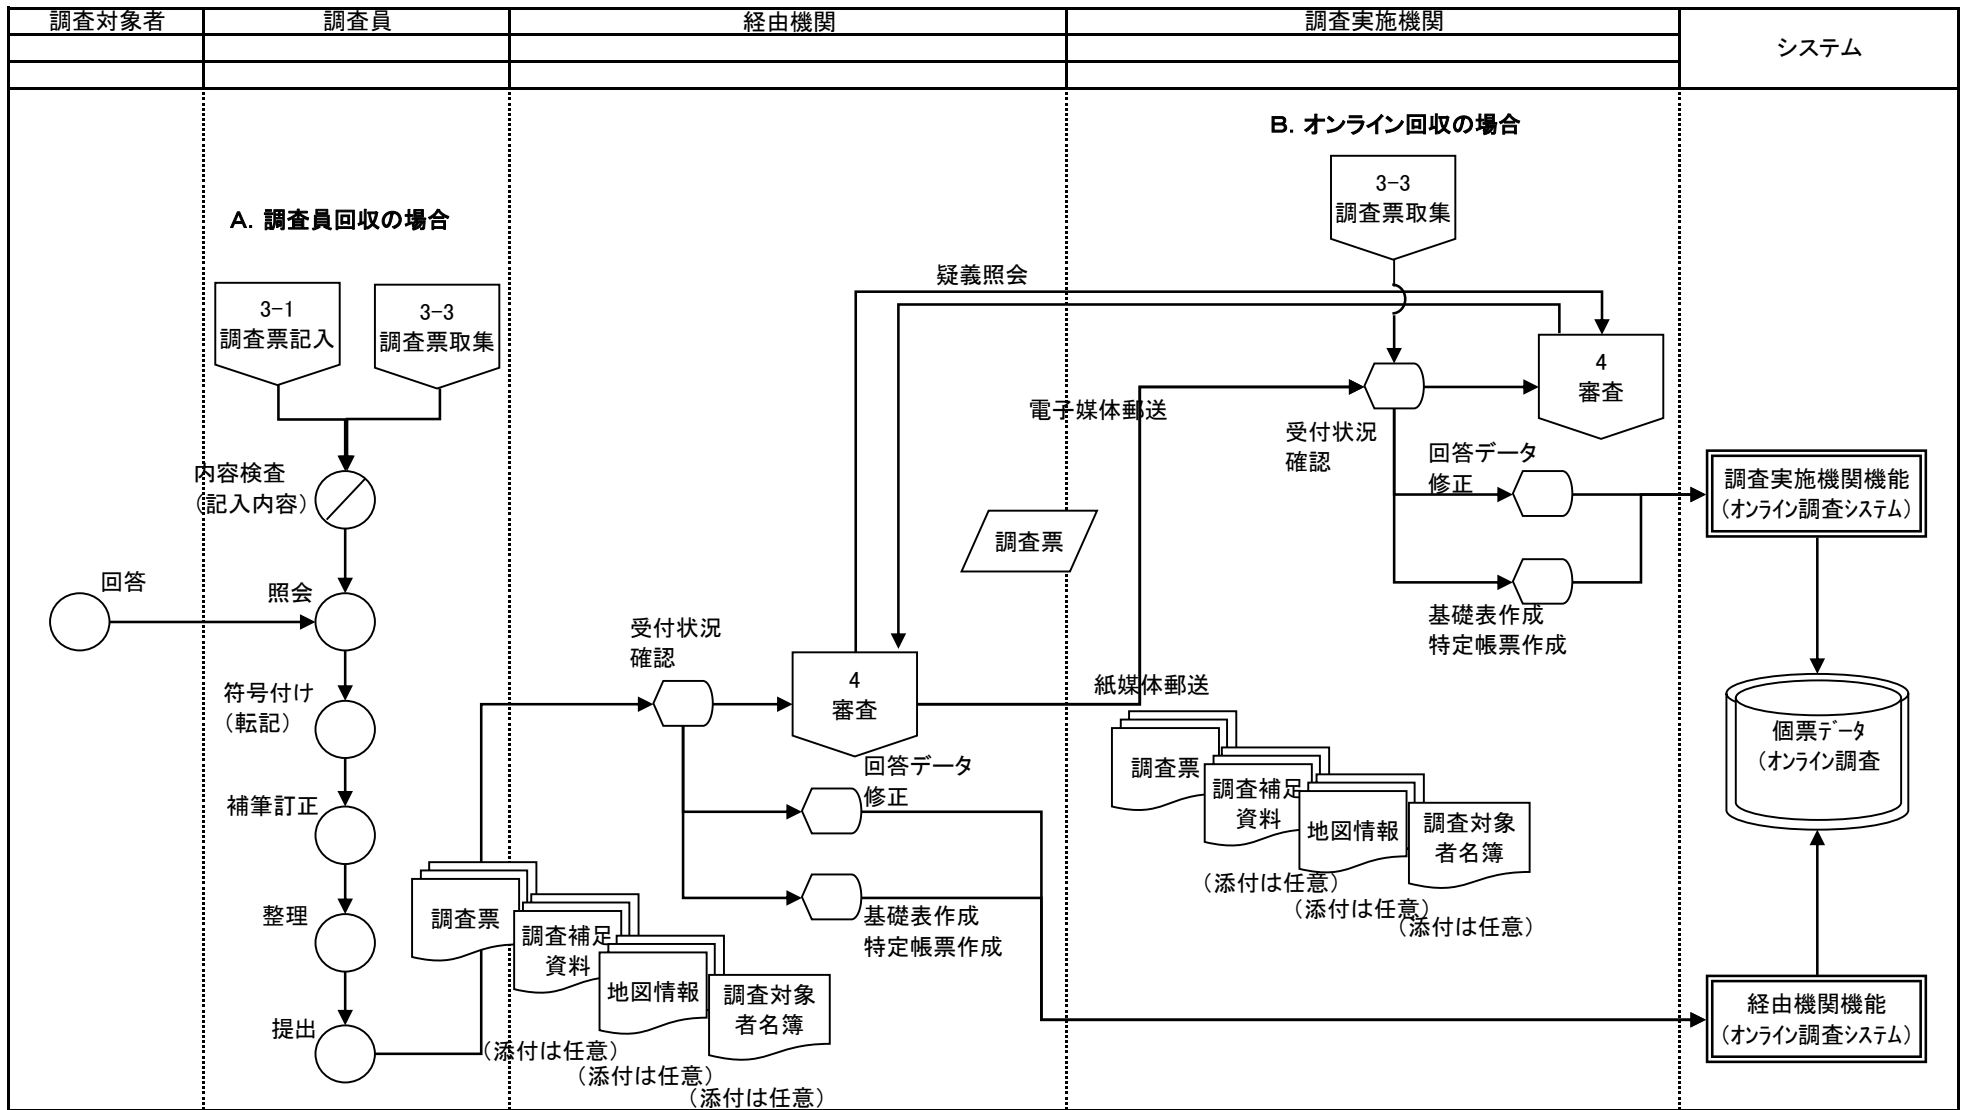 調査対象者
調査員
経由機関
調査実施機関
システム
B．オンライン回収の場合
3-3
調査票取集
A．調査員回収の場合
3-1
調査票記入
3-3
調査票取集
疑義照会
4
審査
電子媒体郵送
受付状況
確認
回答データ
修正
内容検査
（記入内容）
調査実施機関機能
（オンライン調査システム）
調査票
回答
照会
基礎表作成
特定帳票作成
受付状況
確認
4
審査
紙媒体郵送
符号付け
（転記）
個票データ
（オンライン調査
調査票
調査補足
資料
地図情報
調査対象
者名簿
（添付は任意）
（添付は任意）
（添付は任意）
回答データ
修正
補筆訂正
整理
基礎表作成
特定帳票作成
調査票
調査補足
資料
地図情報
調査対象
者名簿
経由機関機能
（オンライン調査システム）
提出
（添付は任意）
（添付は任意）
（添付は任意）